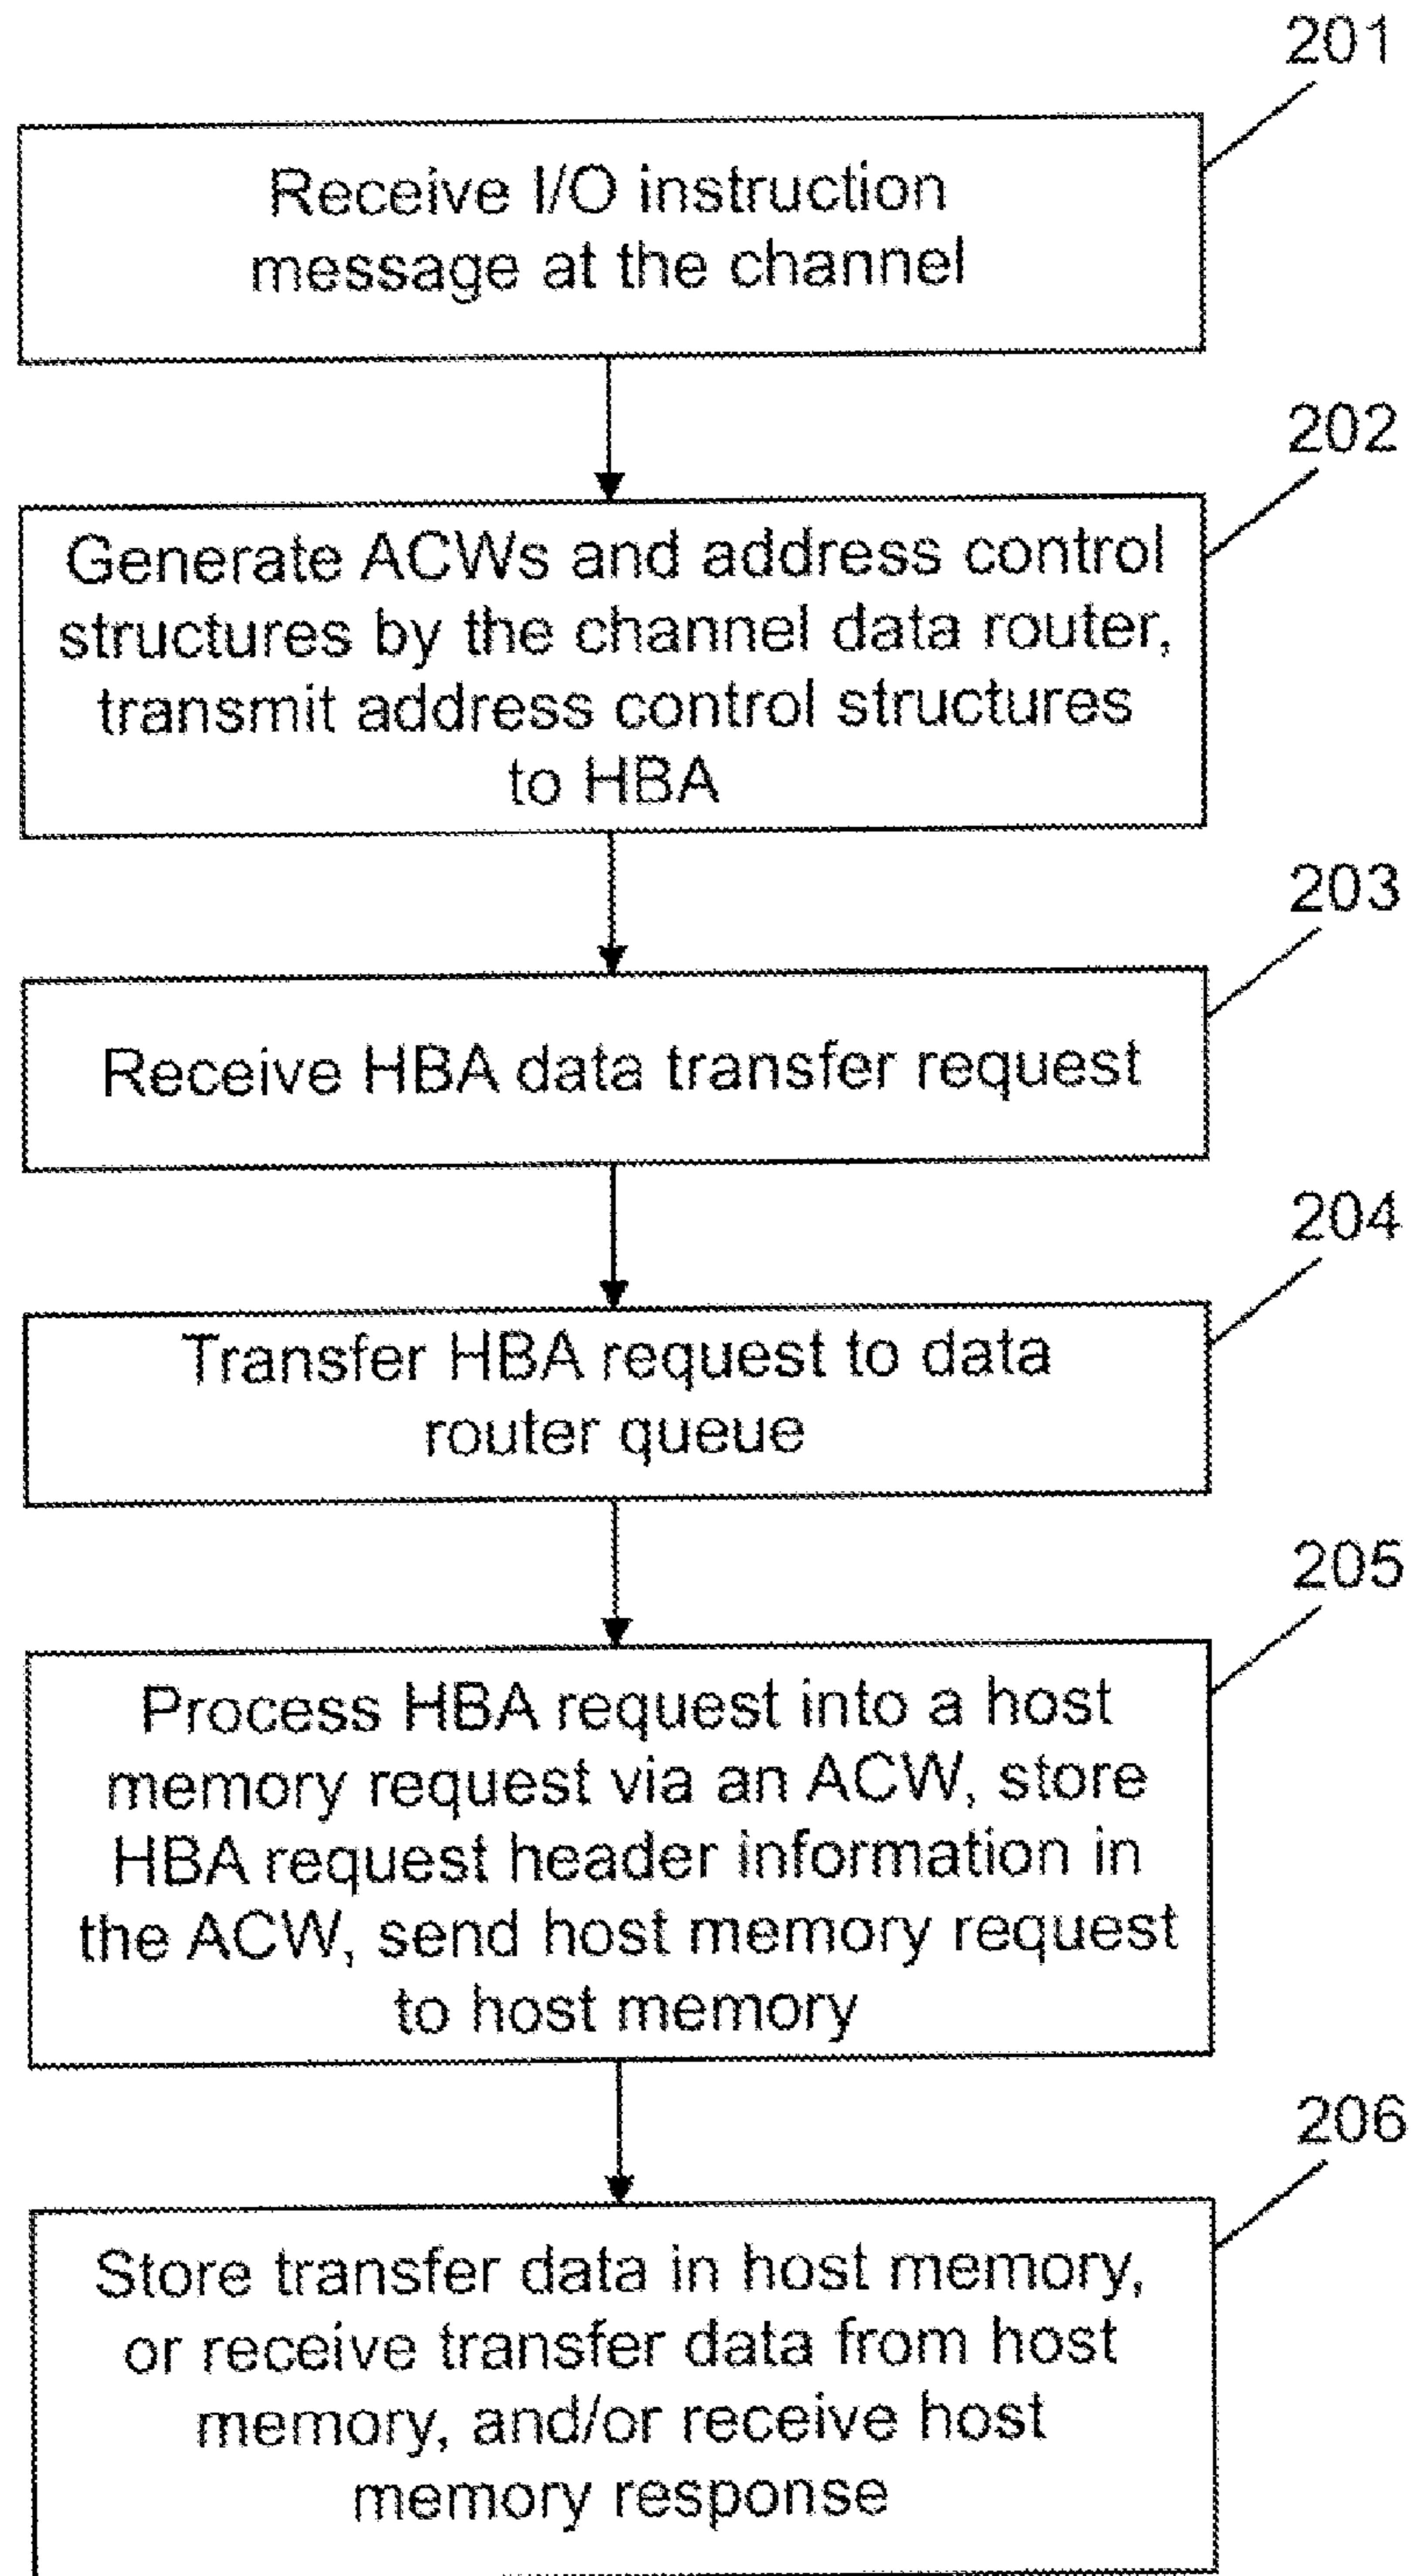 201
Receive I/O instruction
message at the channel
202
Generate ACWs and address control
structures by the channel data router,
transmit address control structures
to HBA
203
Receive HBA data transfer request
204
Transfer HBA request to data
router queue
205
Process HBA request into a host
memory request via an ACW, store
HBA request header information in
the ACW, send host memory request
to host memory
206
Store transfer data in host memory,
or receive transfer data from host
memory, and/or receive host
memory response